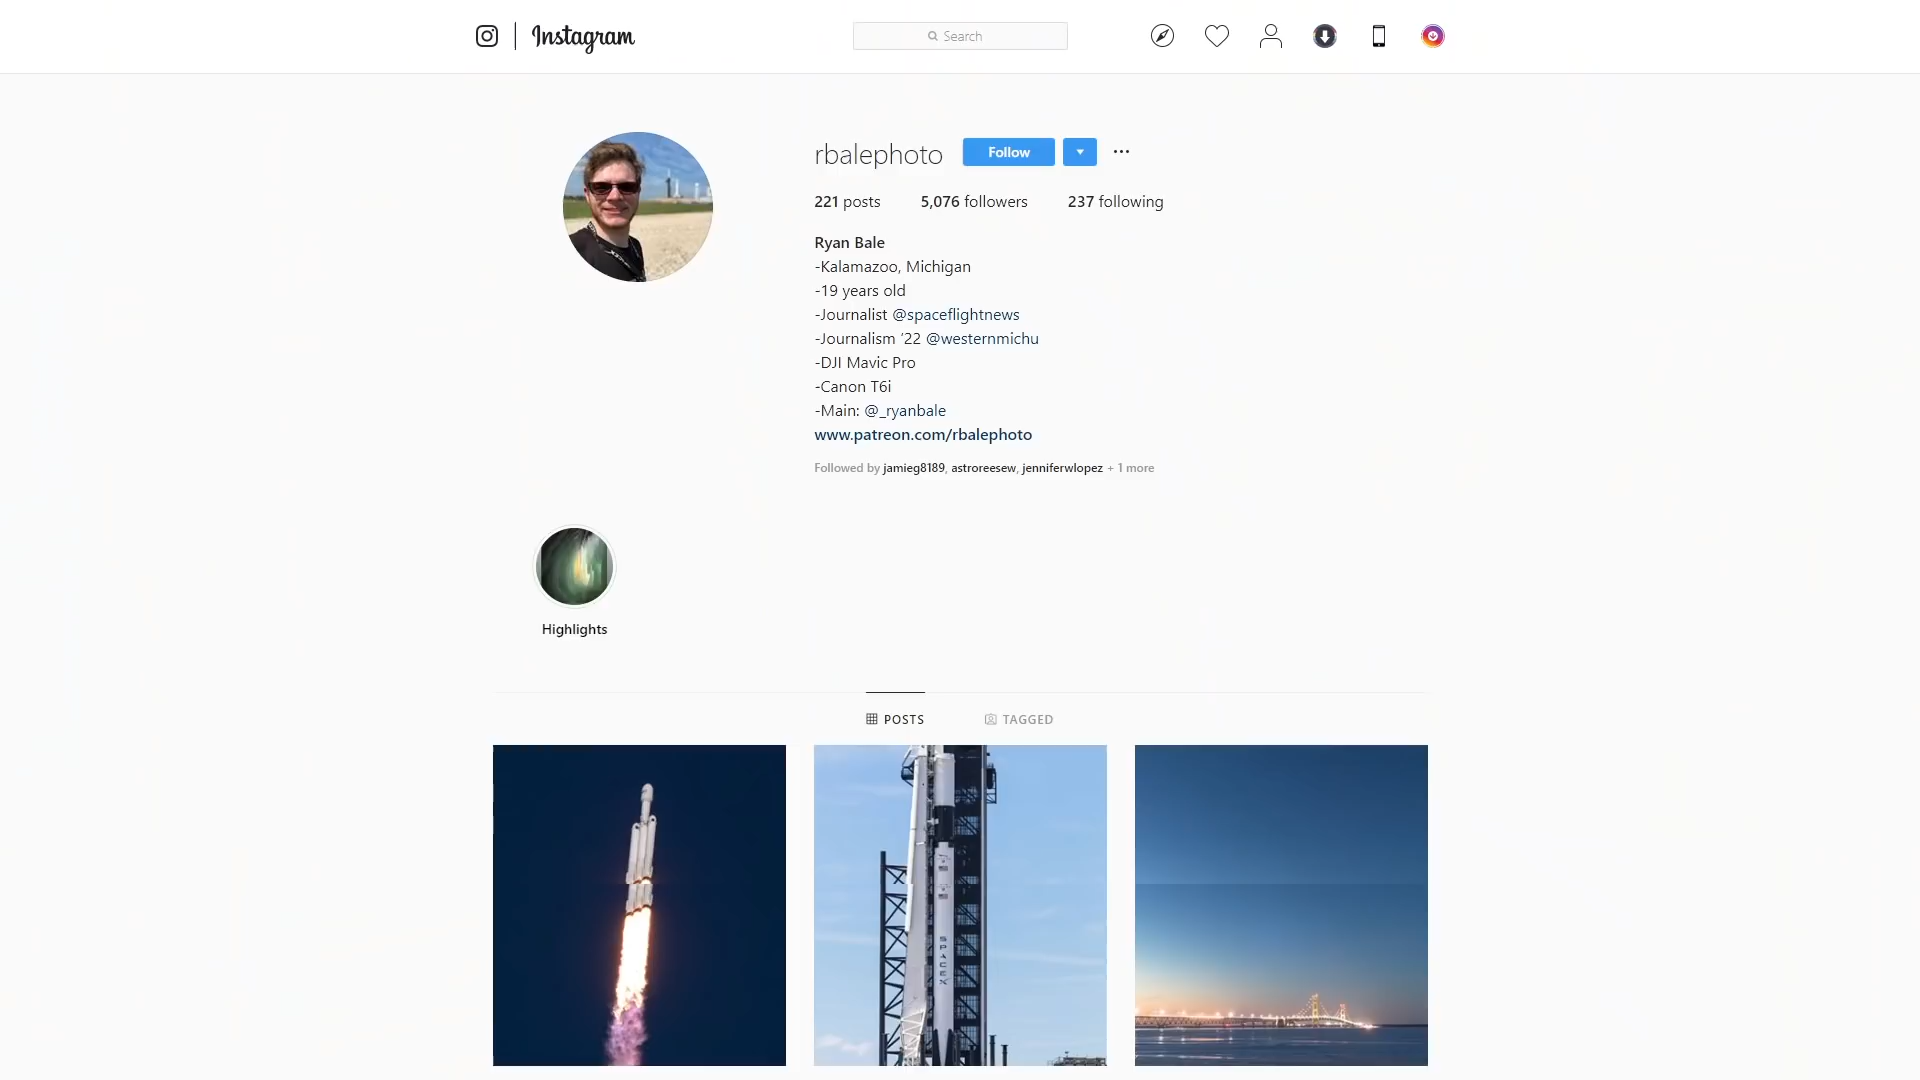 Instagram
Search
rbalephoto
Follow
221 posts
5,076 followers
237 following
Ryan Bale
-Kalamazoo, Michigan
-19 years old
-Journalist @spaceflightnews
-Journalism ‘22 @westernmichu
-DJI Mavic Pro
-Canon T6i
-Main: @_ryanbale
www.patreon.com/rbalephoto
Followed by jamieg8189, astroreesew, jenniferwlopez + 1 more
Highlights
POSTS
TAGGED
SPACEX